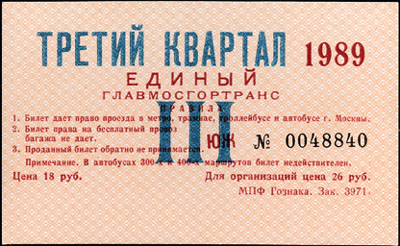 ТРЕТИЙ КВАРТАЛ 1989
ЕДИНЫЙ
ГЛАВМОСГОРТРАНС
ПРАВИЛА
III
1. Билет дает право проезда в метро, трамвае, троллейбусе и автобусе г. Москвы.
2. Билет права на бесплатный провоз
багажа не дает.
3. Проданный билет обратно не принимается.
ЮЖ № 0048840
Примечание. В автобусах 300-х и 400-х маршрутов билет недействителен.
Цена 18 руб. Для организаций цена 26 руб.
МПФ Гознака. Зак. 3971-